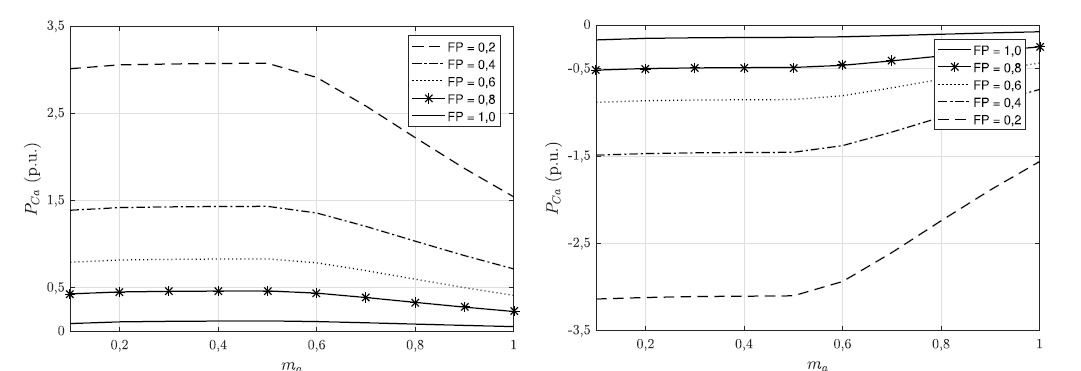 3,5
2,5
1,5
0,5
0
P_Ca (p.u.)
0,2
0,4
0,6
0,8
1
m_a
FP = 0,2
FP = 0,4
FP = 0,6
FP = 0,8
FP = 1,0
0
-0,5
-1,5
-2,5
-3,5
P_Ca (p.u.)
0,2
0,4
0,6
0,8
1
m_a
FP = 1,0
FP = 0,8
FP = 0,6
FP = 0,4
FP = 0,2